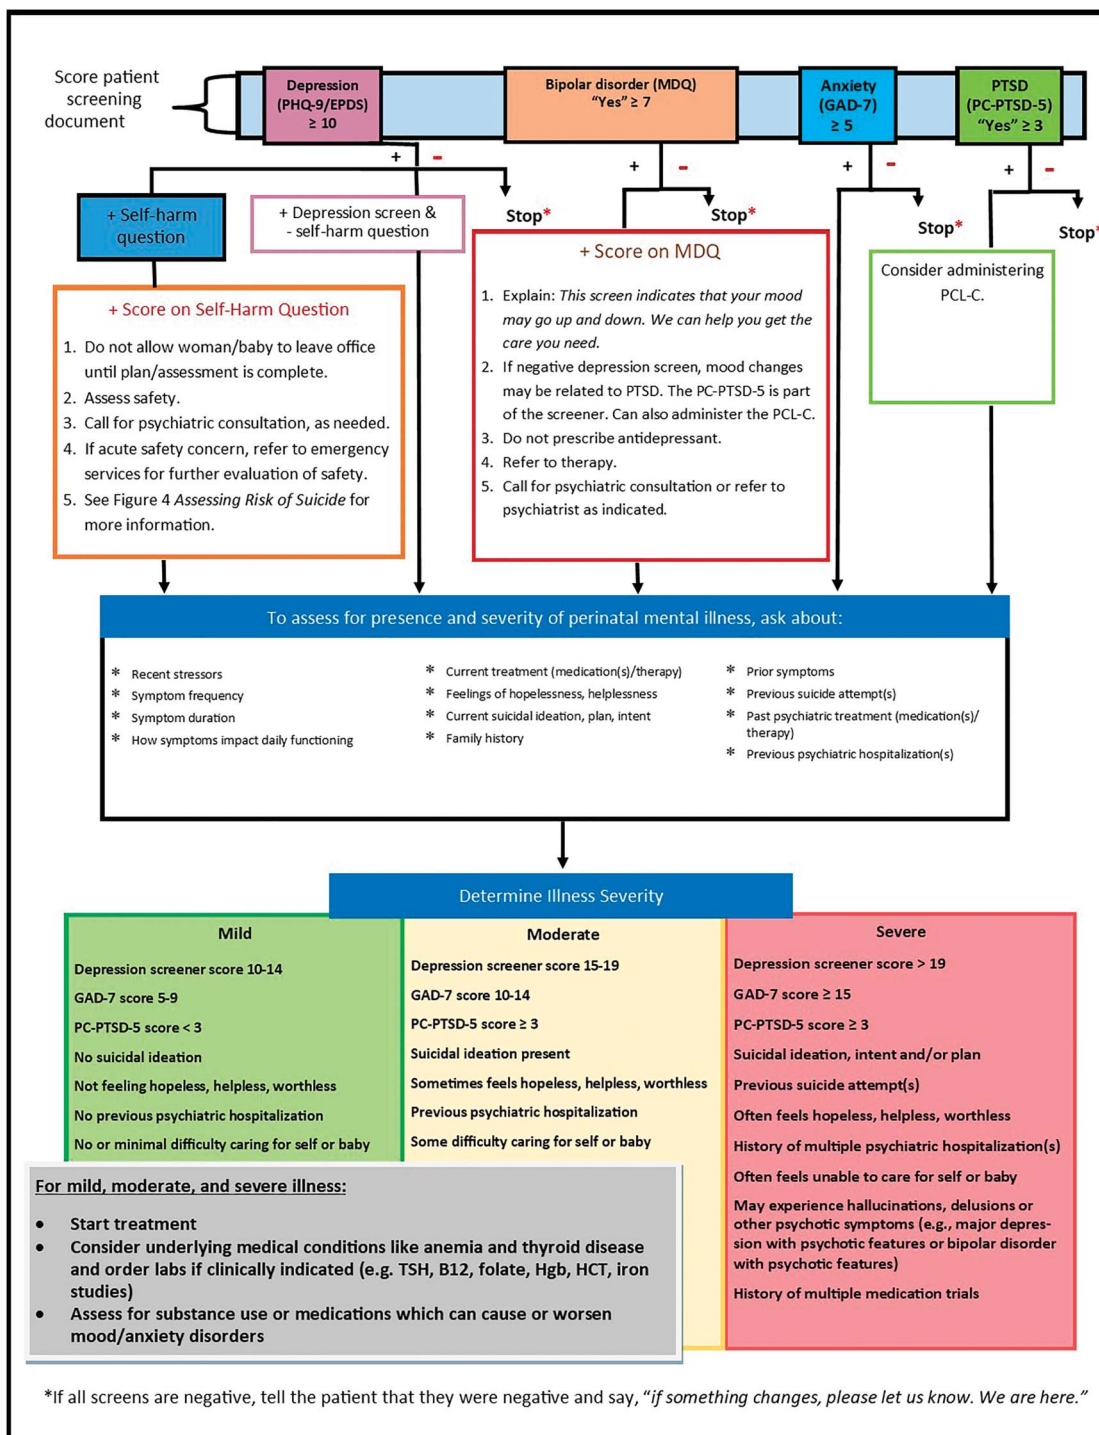 Score patient
screening
document
Depression
(PHQ-9/EPDS)
≥ 10
Bipolar disorder (MDQ)
“Yes” ≥ 7
Anxiety
(GAD-7)
≥ 5
PTSD
(PC-PTSD-5)
“Yes” ≥ 3
+ -
+ -
+ -
+ -
+ Self-harm
question
+ Depression screen &
- self-harm question
Stop*
Stop*
Stop*
Stop*
+ Score on Self-Harm Question
1. Do not allow woman/baby to leave office
until plan/assessment is complete.
2. Assess safety.
3. Call for psychiatric consultation, as needed.
4. If acute safety concern, refer to emergency
services for further evaluation of safety.
5. See Figure 4 Assessing Risk of Suicide for
more information.
+ Score on MDQ
1. Explain: This screen indicates that your mood
may go up and down. We can help you get the
care you need.
2. If negative depression screen, mood changes
may be related to PTSD. The PC-PTSD-5 is part
of the screener. Can also administer the PCL-C.
3. Do not prescribe antidepressant.
4. Refer to therapy.
5. Call for psychiatric consultation or refer to
psychiatrist as indicated.
Consider administering
PCL-C.
To assess for presence and severity of perinatal mental illness, ask about:
* Recent stressors
* Symptom frequency
* Symptom duration
* How symptoms impact daily functioning
* Current treatment (medication(s)/therapy)
* Feelings of hopelessness, helplessness
* Current suicidal ideation, plan, intent
* Family history
* Prior symptoms
* Previous suicide attempt(s)
* Past psychiatric treatment (medication(s)/
therapy)
* Previous psychiatric hospitalization(s)
Determine Illness Severity
Mild
Depression screener score 10-14
GAD-7 score 5-9
PC-PTSD-5 score < 3
No suicidal ideation
Not feeling hopeless, helpless, worthless
No previous psychiatric hospitalization
No or minimal difficulty caring for self or baby
Moderate
Depression screener score 15-19
GAD-7 score 10-14
PC-PTSD-5 score ≥ 3
Suicidal ideation present
Sometimes feels hopeless, helpless, worthless
Previous psychiatric hospitalization
Some difficulty caring for self or baby
Severe
Depression screener score > 19
GAD-7 score ≥ 15
PC-PTSD-5 score ≥ 3
Suicidal ideation, intent and/or plan
Previous suicide attempt(s)
Often feels hopeless, helpless, worthless
History of multiple psychiatric hospitalization(s)
Often feels unable to care for self or baby
May experience hallucinations, delusions or
other psychotic symptoms (e.g., major depres-
sion with psychotic features or bipolar disorder
with psychotic features)
History of multiple medication trials
For mild, moderate, and severe illness:
• Start treatment
• Consider underlying medical conditions like anemia and thyroid disease
and order labs if clinically indicated (e.g. TSH, B12, folate, Hgb, HCT, iron
studies)
• Assess for substance use or medications which can cause or worsen
mood/anxiety disorders
*If all screens are negative, tell the patient that they were negative and say, “if something changes, please let us know. We are here.”